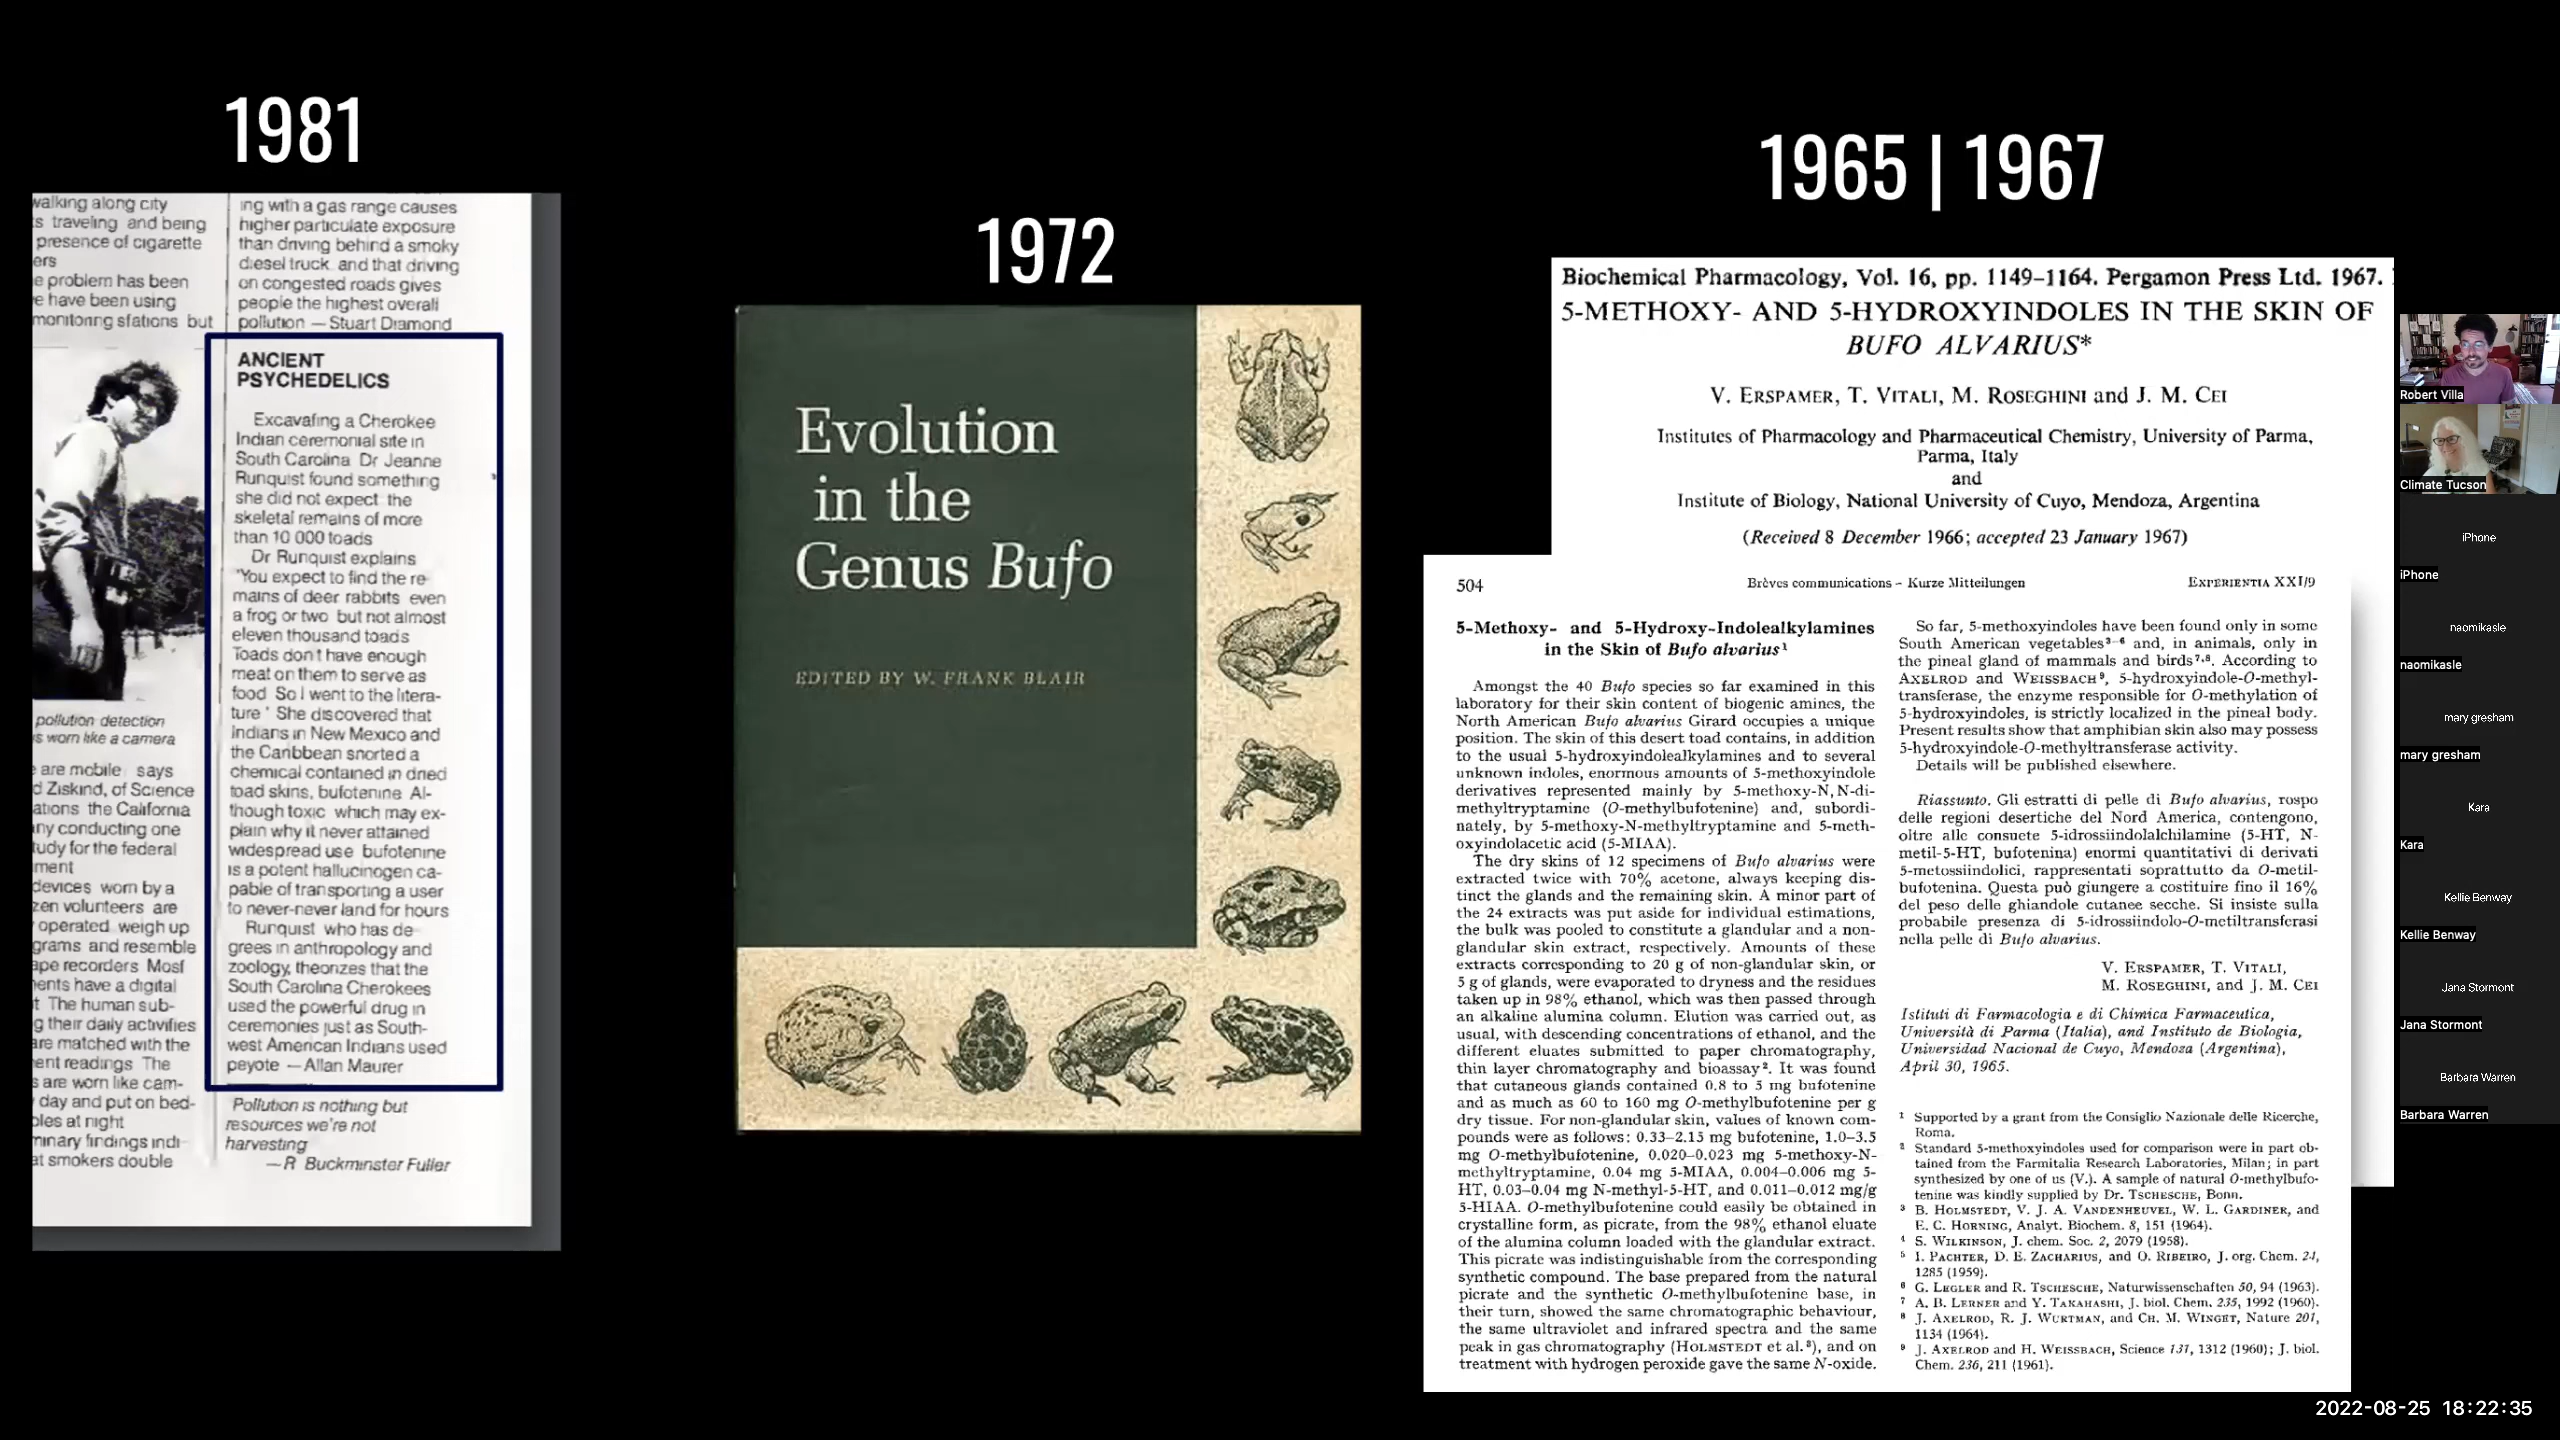 1981
walking along city
s traveling and being
presence of cigarette
ers
e problem has been
e have been using
monitoring stations but
pollution detection
s worn like a camera
e are mobile says
d Ziskind, of Science
ations the California
ny conducting one
tudy for the federal
ment
devices worn by a
zen volunteers are
operated weigh up
grams and resemble
ape recorders Most
ents have a digital
t The human sub-
g their daily activities
are matched with the
ent readings The
s are worn like cam-
day and put on bed-
bles at night
minary findings indi-
at smokers double
ing with a gas range causes
higher particulate exposure
than driving behind a smoky
diesel truck and that driving
on congested roads gives
people the highest overall
pollution — Stuart Diamond
ANCIENT
PSYCHEDELICS
Excavating a Cherokee
Indian ceremonial site in
South Carolina Dr Jeanne
Runquist found something
she did not expect the
skeletal remains of more
than 10 000 toads
Dr Runquist explains
"You expect to find the re-
mains of deer rabbits even
a frog or two but not almost
eleven thousand toads
Toads don't have enough
meat on them to serve as
food So I went to the litera-
ture " She discovered that
Indians in New Mexico and
the Caribbean snorted a
chemical contained in dried
toad skins, bufotenine Al-
though toxic which may ex-
plain why it never attained
widespread use bufotenine
is a potent hallucinogen ca-
pable of transporting a user
to never-never land for hours
Runquist who has de-
grees in anthropology and
zoology, theorizes that the
South Carolina Cherokees
used the powerful drug in
ceremonies just as South-
west American Indians used
peyote — Allan Maurer
Pollution is nothing but
resources we're not
harvesting
—R Buckminster Fuller
1972
Evolution
in the
Genus Bufo
EDITED BY W. FRANK BLAIR
1965 | 1967
Biochemical Pharmacology, Vol. 16, pp. 1149–1164. Pergamon Press Ltd. 1967.
5-METHOXY- AND 5-HYDROXYINDOLES IN THE SKIN OF
BUFO ALVARIUS*
V. ERSPAMER, T. VITALI, M. ROSEGHINI and J. M. CEI
Institutes of Pharmacology and Pharmaceutical Chemistry, University of Parma,
Parma, Italy
and
Institute of Biology, National University of Cuyo, Mendoza, Argentina
(Received 8 December 1966; accepted 23 January 1967)
504
Brèves communications – Kurze Mitteilungen
EXPERIENTIA XXI/9
5-Methoxy- and 5-Hydroxy-Indolealkylamines
in the Skin of Bufo alvarius¹
Amongst the 40 Bufo species so far examined in this
laboratory for their skin content of biogenic amines, the
North American Bufo alvarius Girard occupies a unique
position. The skin of this desert toad contains, in addition
to the usual 5-hydroxyindolealkylamines and to several
unknown indoles, enormous amounts of 5-methoxyindole
derivatives represented mainly by 5-methoxy-N,N-di-
methyltryptamine (O-methylbufotenine) and, subordi-
nately, by 5-methoxy-N-methyltryptamine and 5-meth-
oxyindolacetic acid (5-MIAA).
The dry skins of 12 specimens of Bufo alvarius were
extracted twice with 70% acetone, always keeping dis-
tinct the glands and the remaining skin. A minor part of
the 24 extracts was put aside for individual estimations,
the bulk was pooled to constitute a glandular and a non-
glandular skin extract, respectively. Amounts of these
extracts corresponding to 20 g of non-glandular skin, or
5 g of glands, were evaporated to dryness and the residues
taken up in 98% ethanol, which was then passed through
an alkaline alumina column. Elution was carried out, as
usual, with descending concentrations of ethanol, and the
different eluates submitted to paper chromatography,
thin layer chromatography and bioassay². It was found
that cutaneous glands contained 0.8 to 5 mg bufotenine
and as much as 60 to 160 mg O-methylbufotenine per g
dry tissue. For non-glandular skin, values of known com-
pounds were as follows: 0.33–2.15 mg bufotenine, 1.0–3.5
mg O-methylbufotenine, 0.020–0.023 mg 5-methoxy-N-
methyltryptamine, 0.04 mg 5-MIAA, 0.004–0.006 mg 5-
HT, 0.03–0.04 mg N-methyl-5-HT, and 0.011–0.012 mg/g
5-HIAA. O-methylbufotenine could easily be obtained in
crystalline form, as picrate, from the 98% ethanol eluate
of the alumina column loaded with the glandular extract.
This picrate was indistinguishable from the corresponding
synthetic compound. The base prepared from the natural
picrate and the synthetic O-methylbufotenine base, in
their turn, showed the same chromatographic behaviour,
the same ultraviolet and infrared spectra and the same
peak in gas chromatography (HOLMSTEDT et al.³), and on
treatment with hydrogen peroxide gave the same N-oxide.
So far, 5-methoxyindoles have been found only in some
South American vegetables³⁻⁶ and, in animals, only in
the pineal gland of mammals and birds⁷,⁸. According to
AXELROD and WEISSBACH⁹, 5-hydroxyindole-O-methyl-
transferase, the enzyme responsible for O-methylation of
5-hydroxyindoles, is strictly localized in the pineal body.
Present results show that amphibian skin also may possess
5-hydroxyindole-O-methyltransferase activity.
Details will be published elsewhere.
Riassunto. Gli estratti di pelle di Bufo alvarius, rospo
delle regioni desertiche del Nord America, contengono,
oltre alle consuete 5-idrossiindolalchilamine (5-HT, N-
metil-5-HT, bufotenina) enormi quantitativi di derivati
5-metossiindolici, rappresentati soprattutto da O-metil-
bufotenina. Questa può giungere a costituire fino il 16%
del peso delle ghiandole cutanee secche. Si insiste sulla
probabile presenza di 5-idrossiindolo-O-metiltransferasi
nella pelle di Bufo alvarius.
V. ERSPAMER, T. VITALI,
M. ROSEGHINI, and J. M. CEI
Istituti di Farmacologia e di Chimica Farmaceutica,
Università di Parma (Italia), and Instituto de Biologia,
Universidad Nacional de Cuyo, Mendoza (Argentina),
April 30, 1965.
¹ Supported by a grant from the Consiglio Nazionale delle Ricerche,
Roma.
² Standard 5-methoxyindoles used for comparison were in part ob-
tained from the Farmitalia Research Laboratories, Milan; in part
synthesized by one of us (V.). A sample of natural O-methylbufo-
tenine was kindly supplied by Dr. TSCHESCHE, Bonn.
³ B. HOLMSTEDT, V. J. A. VANDENHEUVEL, W. L. GARDINER, and
E. C. HORNING, Analyt. Biochem. 8, 151 (1964).
⁴ S. WILKINSON, J. chem. Soc. 2, 2079 (1958).
⁵ I. PACHTER, D. E. ZACHARIUS, and O. RIBEIRO, J. org. Chem. 24,
1285 (1959).
⁶ G. LEGLER and R. TSCHESCHE, Naturwissenschaften 50, 94 (1963).
⁷ A. B. LERNER and Y. TAKAHASHI, J. biol. Chem. 235, 1992 (1960).
⁸ J. AXELROD, R. J. WURTMAN, and CH. M. WINGET, Nature 201,
1134 (1964).
⁹ J. AXELROD and H. WEISSBACH, Science 131, 1312 (1960); J. biol.
Chem. 236, 211 (1961).
Robert Villa
Climate Tucson
iPhone
iPhone
naomikasle
naomikasle
mary gresham
mary gresham
Kara
Kara
Kellie Benway
Kellie Benway
Jana Stormont
Jana Stormont
Barbara Warren
Barbara Warren
2022-08-25 18:22:35